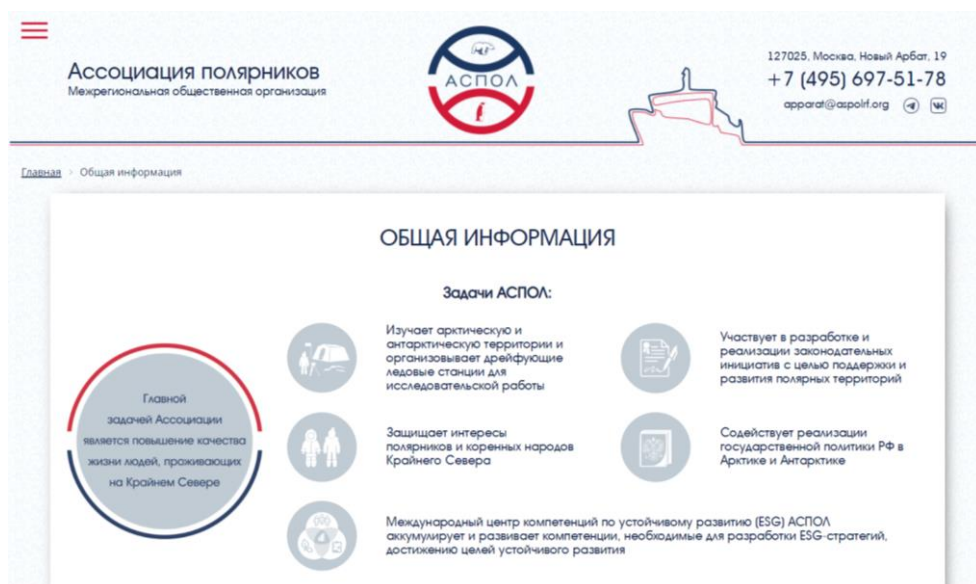 Ассоциация полярников
Межрегиональная общественная организация
АСПОЛ
127025, Москва, Новый Арбат, 19
+7 (495) 697-51-78
apparat@aspolrf.org
Главная > Общая информация
ОБЩАЯ ИНФОРМАЦИЯ
Задачи АСПОЛ:
Главной
задачей Ассоциации
является повышение качества
жизни людей, проживающих
на Крайнем Севере
Изучает арктическую и
антарктическую территории и
организовывает дрейфующие
ледовые станции для
исследовательской работы
Участвует в разработке и
реализации законодательных
инициатив с целью поддержки и
развития полярных территорий
Защищает интересы
полярников и коренных народов
Крайнего Севера
Содействует реализации
государственной политики РФ в
Арктике и Антарктике
Международный центр компетенций по устойчивому развитию (ESG) АСПОЛ
аккумулирует и развивает компетенции, необходимые для разработки ESG-стратегий,
достижению целей устойчивого развития